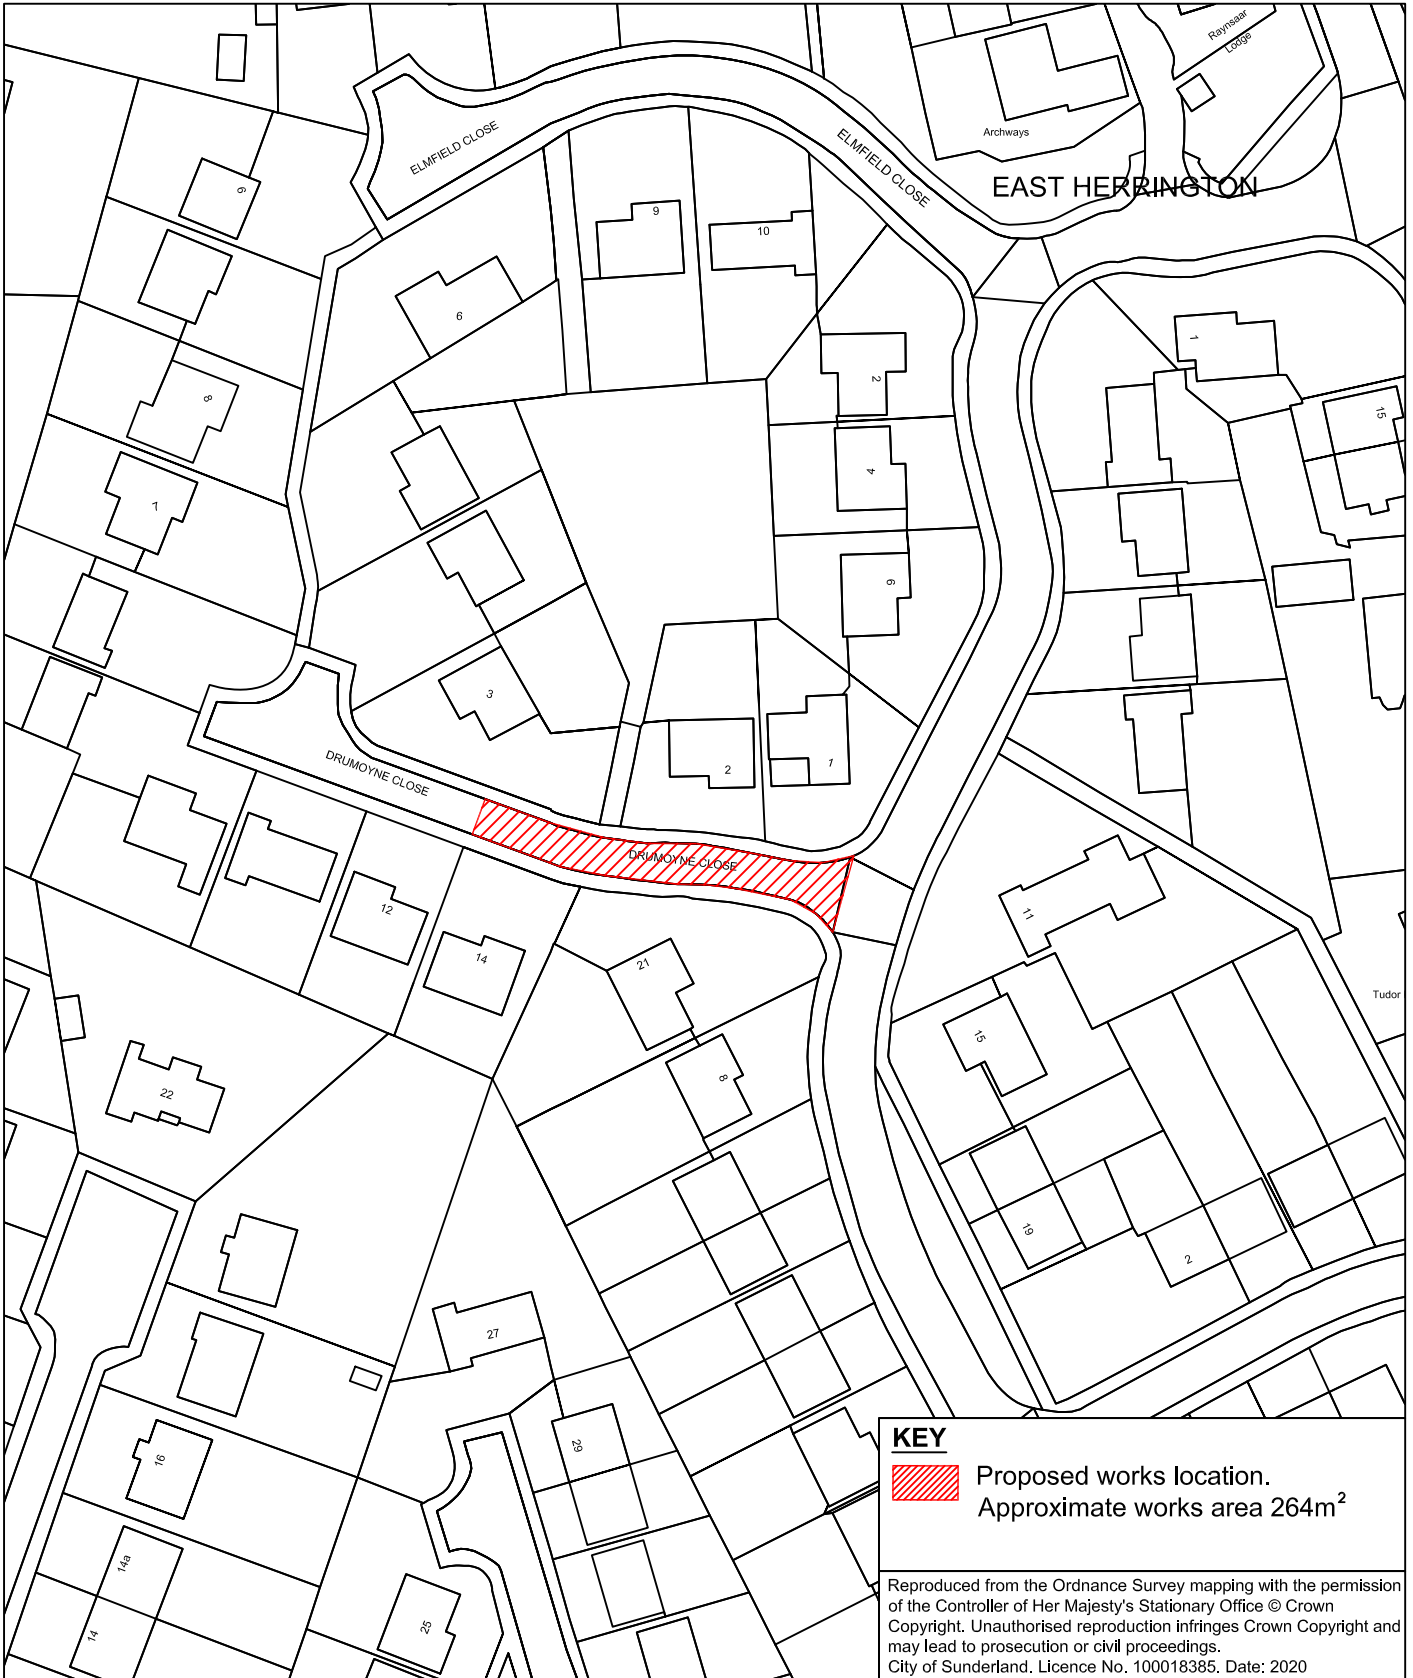 Raynsaar
Lodge
ELMFIELD CLOSE
ELMFIELD CLOSE
Archways
EAST HERRINGTON
6
9
10
6
1
2
8
15
4
7
6
3
2
1
DRUMOYNE CLOSE
DRUMOYNE CLOSE
12
11
14
21
Tudor
15
8
22
19
2
27
29
16
14a
14
25
KEY
Proposed works location.
Approximate works area 264m²
Reproduced from the Ordnance Survey mapping with the permission
of the Controller of Her Majesty's Stationary Office © Crown
Copyright. Unauthorised reproduction infringes Crown Copyright and
may lead to prosecution or civil proceedings.
City of Sunderland. Licence No. 100018385. Date: 2020